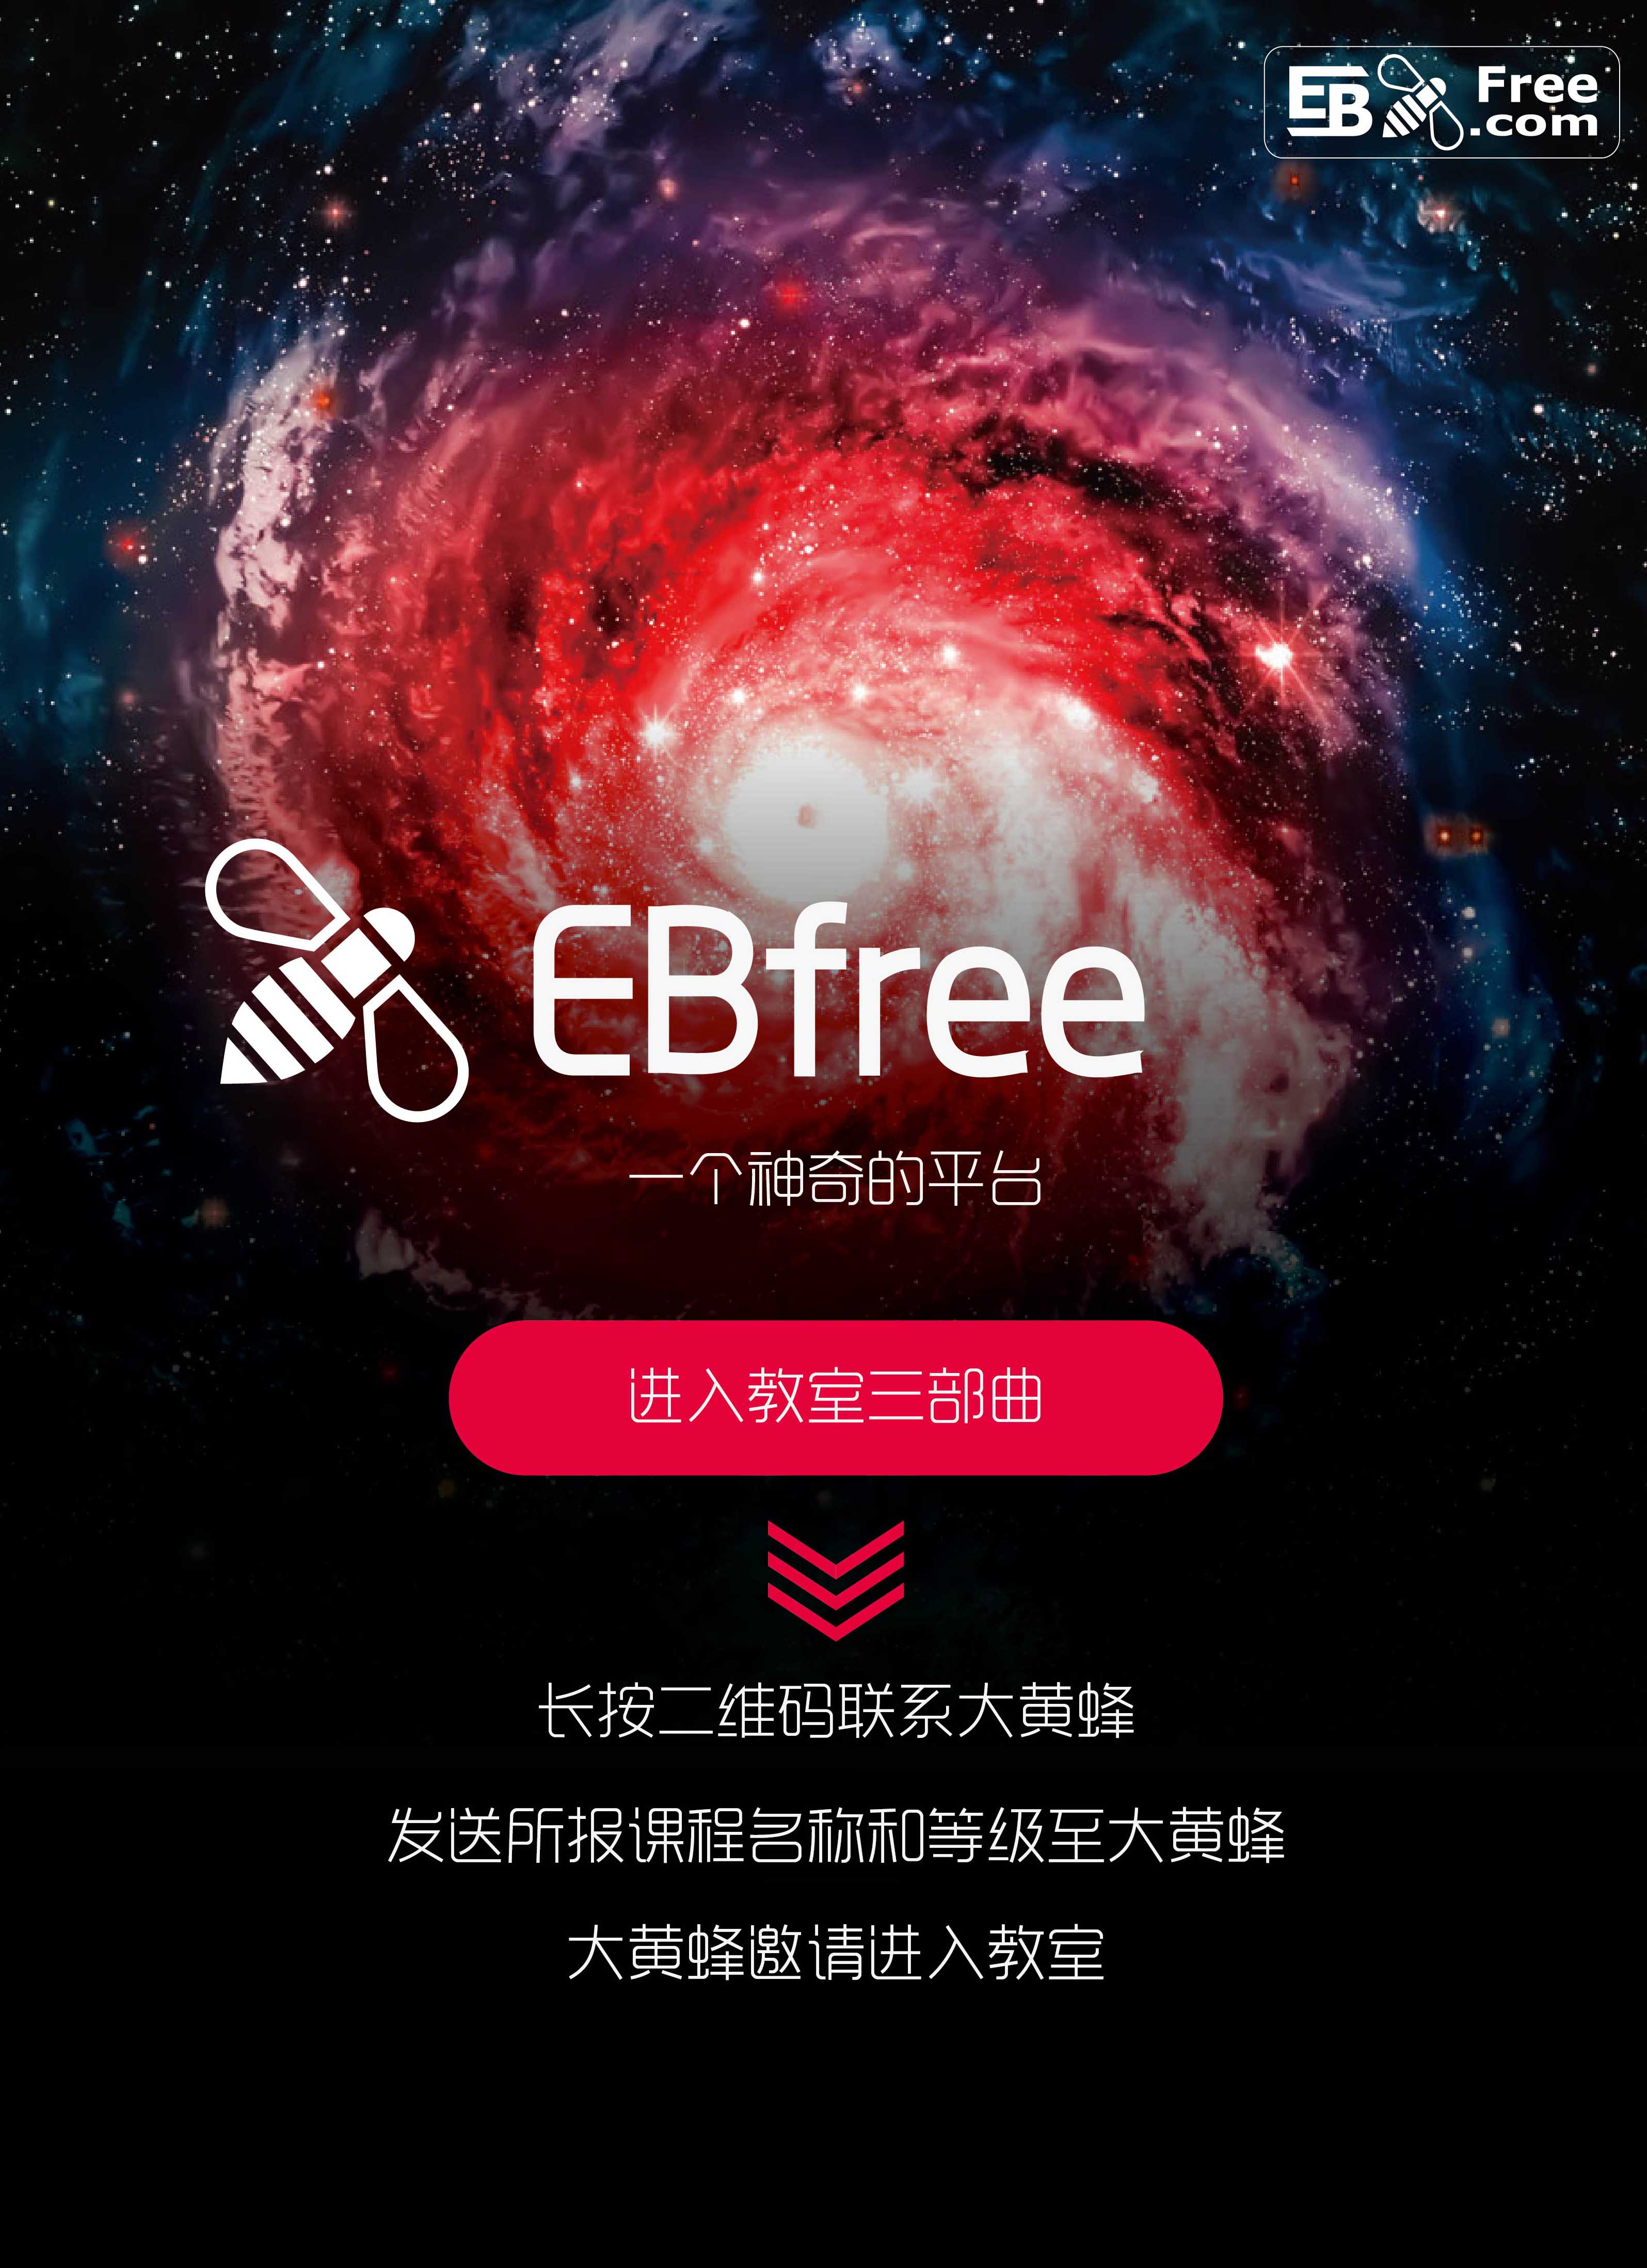 EB Free
.com
EBfree
一个神奇的平台
进入教室三部曲
长按二维码联系大黄蜂
发送所报课程名称和等级至大黄蜂
大黄蜂邀请进入教室